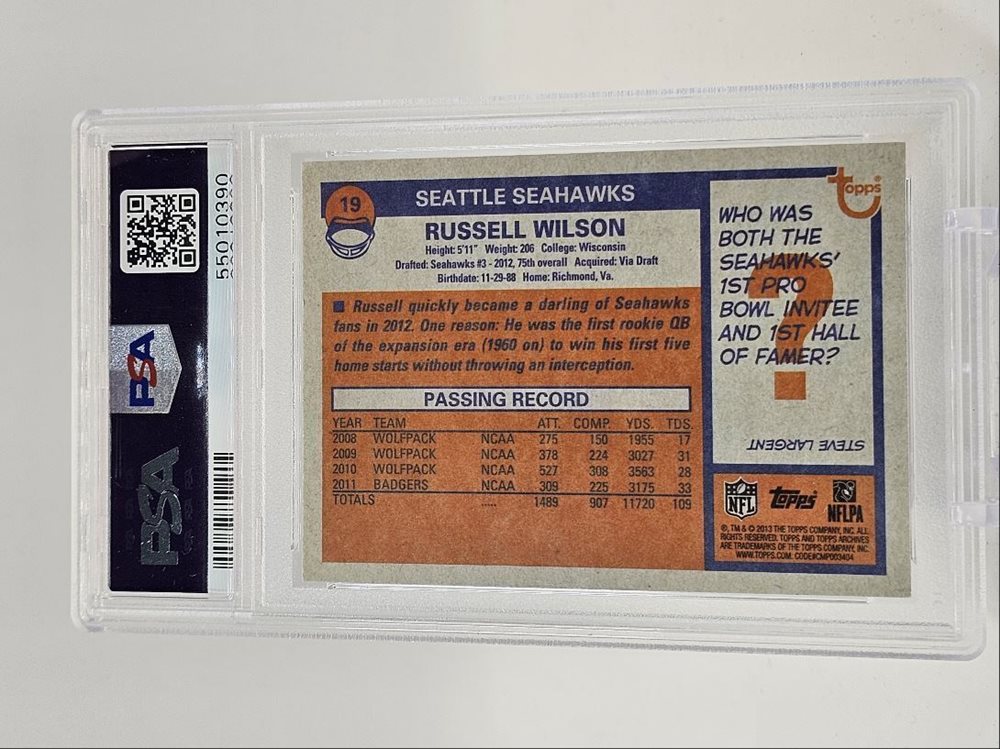 55010390
PSA
PSA
19
SEATTLE SEAHAWKS
RUSSELL WILSON
Height: 5'11" Weight: 206 College: Wisconsin
Drafted: Seahawks #3 - 2012, 75th overall Acquired: Via Draft
Birthdate: 11-29-88 Home: Richmond, Va.
■ Russell quickly became a darling of Seahawks
fans in 2012. One reason: He was the first rookie QB
of the expansion era (1960 on) to win his first five
home starts without throwing an interception.
PASSING RECORD
YEAR TEAM ATT. COMP. YDS. TDS.
2008 WOLFPACK NCAA 275 150 1955 17
2009 WOLFPACK NCAA 378 224 3027 31
2010 WOLFPACK NCAA 527 308 3563 28
2011 BADGERS NCAA 309 225 3175 33
TOTALS ..... 1489 907 11720 109
topps®
WHO WAS
BOTH THE
SEAHAWKS'
1ST PRO
BOWL INVITEE
AND 1ST HALL
OF FAMER?
?
STEVE LARGENT
NFL
topps
NFLPA
®, TM & © 2013 THE TOPPS COMPANY, INC. ALL
RIGHTS RESERVED. TOPPS AND TOPPS ARCHIVES
ARE TRADEMARKS OF THE TOPPS COMPANY, INC.
WWW.TOPPS.COM. CODE#CMP003404